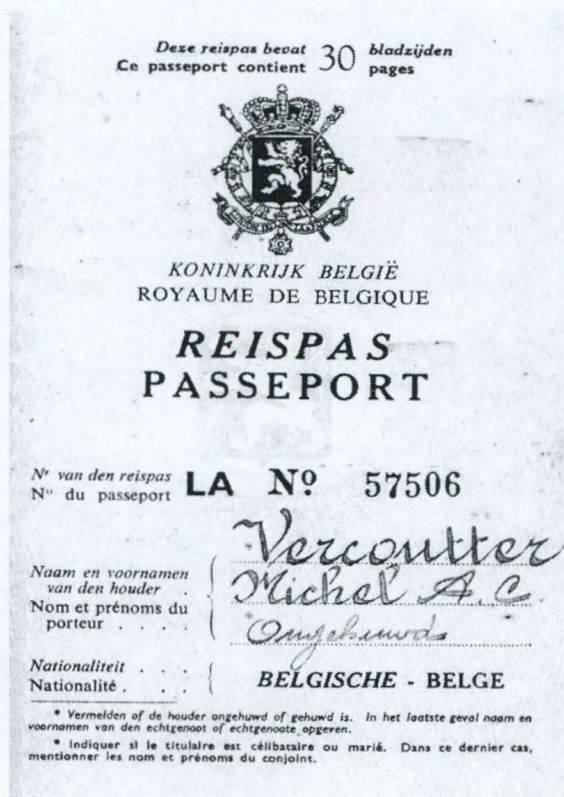 Deze reispas bevat 30 bladzijden
Ce passeport contient pages
KONINKRIJK BELGIË
ROYAUME DE BELGIQUE
REISPAS
PASSEPORT
Nr van den reispas
No du passeport LA No 57506
Vercoutter
Naam en voornamen
van den houder . Michel A.C.
Nom et prénoms du
porteur . . . . Ongehuwd
Nationaliteit . . .
Nationalité . . . BELGISCHE - BELGE
* Vermelden of de houder ongehuwd of gehuwd is. In het laatste geval naam en
voornamen van den echtgenoot of echtgenoote opgeven.
* Indiquer si le titulaire est célibataire ou marié. Dans ce dernier cas,
mentionner les nom et prénoms du conjoint.